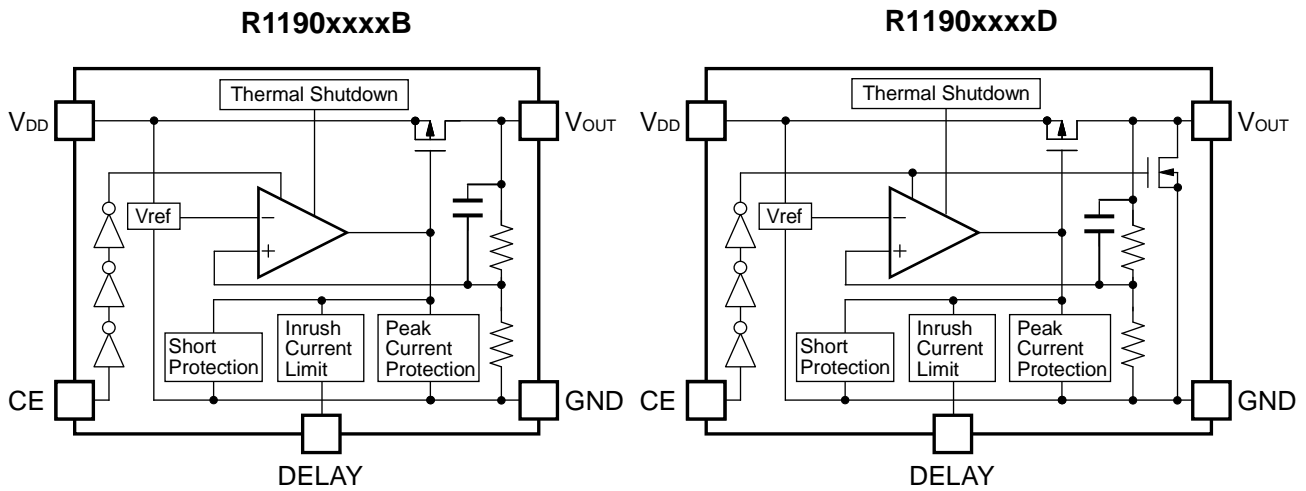 R1190xxxxB
Thermal Shutdown
VDD
VOUT
Vref
−
+
Short
Protection
Inrush
Current
Limit
Peak
Current
Protection
CE
GND
DELAY
R1190xxxxD
Thermal Shutdown
VDD
VOUT
Vref
−
+
Short
Protection
Inrush
Current
Limit
Peak
Current
Protection
CE
GND
DELAY